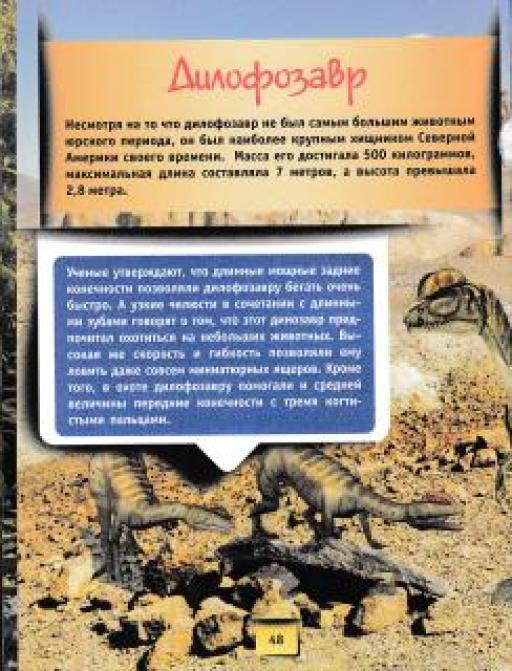 Дилофозавр
Несмотря на то что дилофозавр не был самым большим животным
юрского периода, он был наиболее крупным хищником Северной
Америки своего времени. Масса его достигала 500 килограммов,
максимальная длина составляла 7 метров, а высота превышала
2,8 метра.
Ученые утверждают, что длинные мощные задние
конечности позволяли дилофозавру бегать очень
быстро. А узкие челюсти в сочетании с длинны-
ми зубами говорят о том, что этот динозавр пред-
почитал охотиться на небольших животных. Вы-
сокая же скорость и гибкость позволяли ему
ловить даже совсем миниатюрных ящеров. Кроме
того, в охоте дилофозавру помогали и средней
величины передние конечности с тремя когти-
стыми пальцами.
48